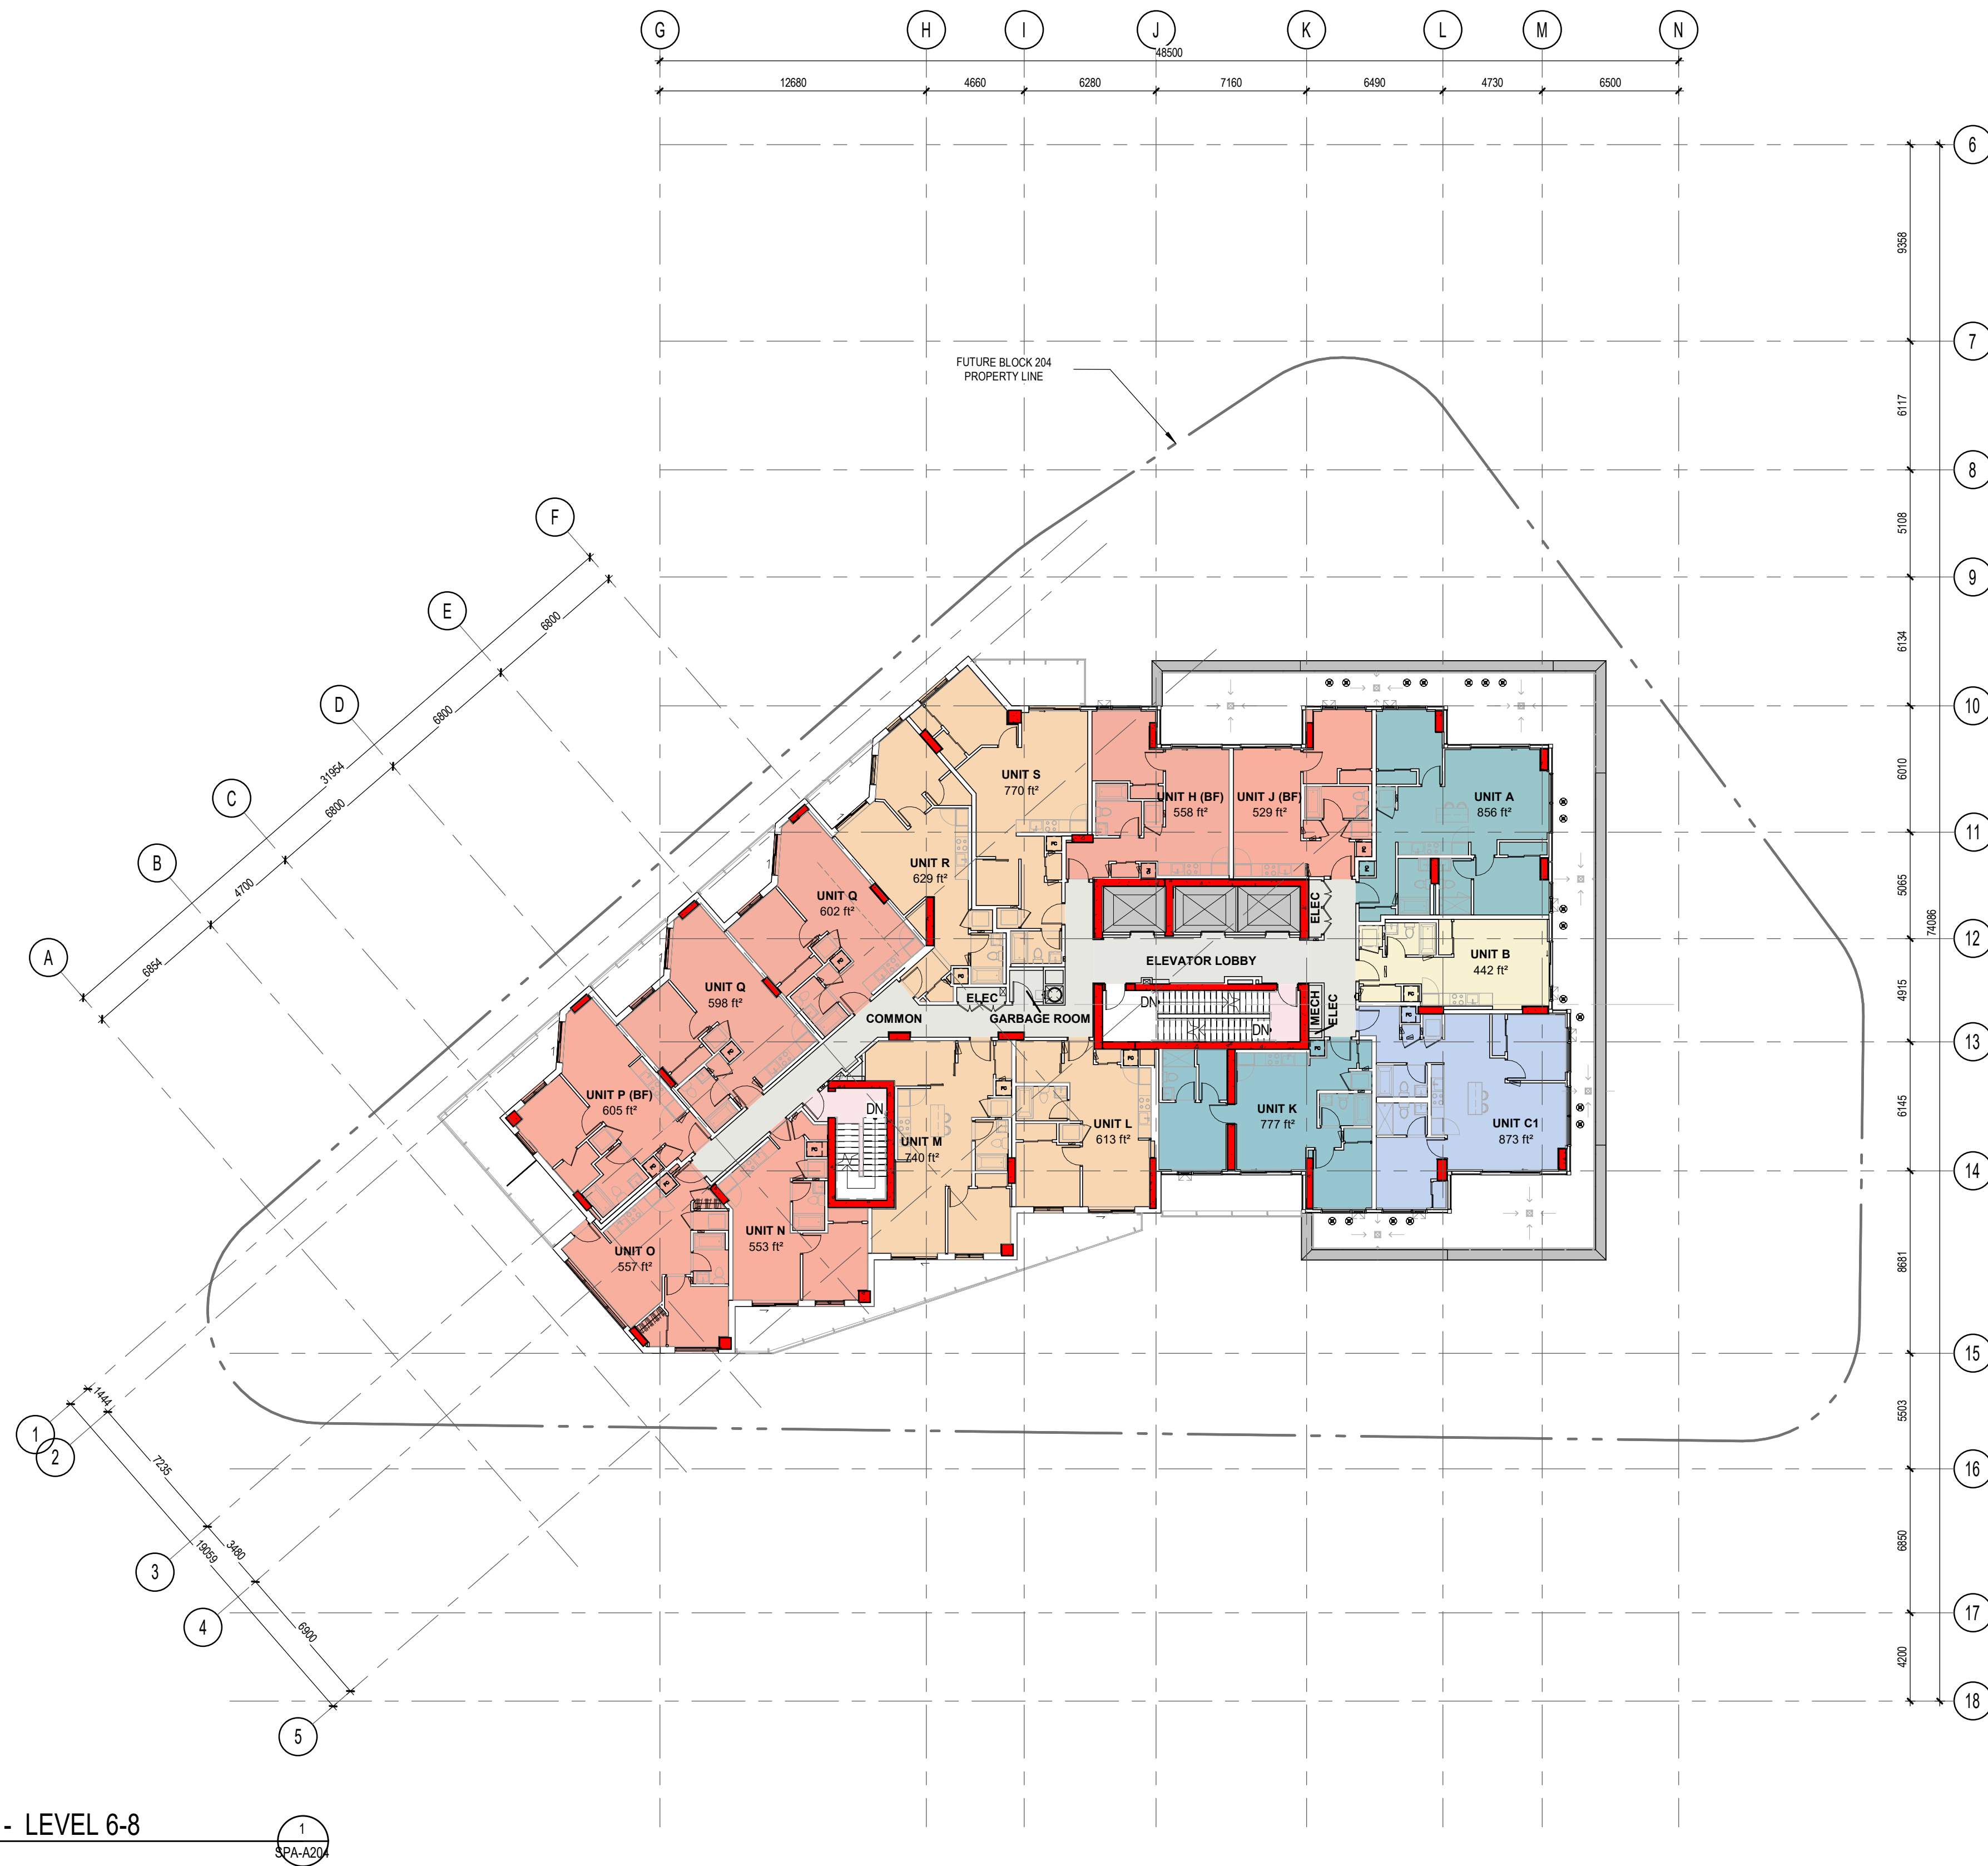 G H I J K L M N
48500
12680 4660 6280 7160 6490 4730 6500
6
9358
7
FUTURE BLOCK 204
PROPERTY LINE
6117
8
5108
F
9
E
6800
6134
D
6800
10
31954
C
6800
6010
B
4700
11
A
6854
5065
12
74086
4915
13
6145
14
8681
15
5503
16
6850
17
4200
18
UNIT S
770 ft²
UNIT H (BF)
558 ft²
UNIT J (BF)
529 ft²
UNIT A
856 ft²
UNIT R
629 ft²
UNIT Q
602 ft²
ELEC
ELEVATOR LOBBY
UNIT B
442 ft²
UNIT Q
598 ft²
ELEC
COMMON
GARBAGE ROOM
DN
DN
MECH
ELEC
UNIT P (BF)
605 ft²
DN
UNIT M
740 ft²
UNIT L
613 ft²
UNIT K
777 ft²
UNIT C1
873 ft²
UNIT N
553 ft²
UNIT O
557 ft²
1444
1
2
7235
3480
19059
3
4
6900
5
- LEVEL 6-8
1
SPA-A204